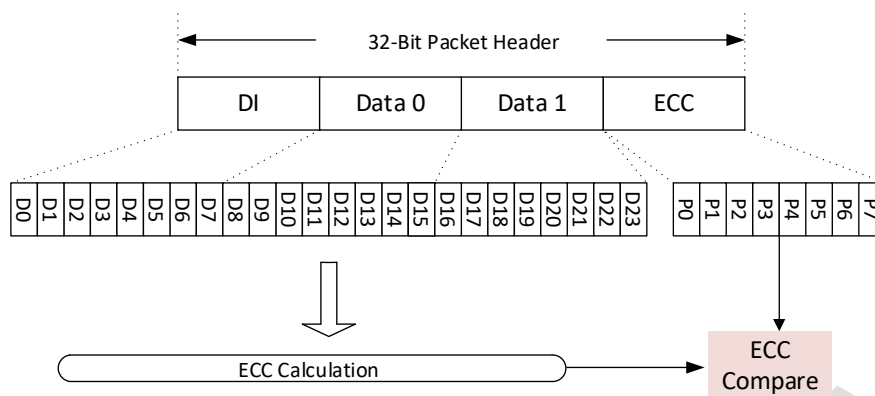 32-Bit Packet Header
DI Data 0 Data 1 ECC
D0 D1 D2 D3 D4 D5 D6 D7 D8 D9 D10 D11 D12 D13 D14 D15 D16 D17 D18 D19 D20 D21 D22 D23 P0 P1 P2 P3 P4 P5 P6 P7
ECC Calculation
ECC
Compare